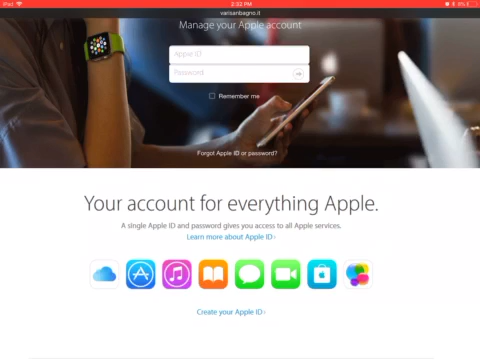 iPad
2:32 PM
9%
varisanbagno.it
Manage your Apple account
Apple ID
Password
Remember me
Forgot Apple ID or password?
Your account for everything Apple.
A single Apple ID and password gives you access to all Apple services.
Learn more about Apple ID ›
Create your Apple ID ›